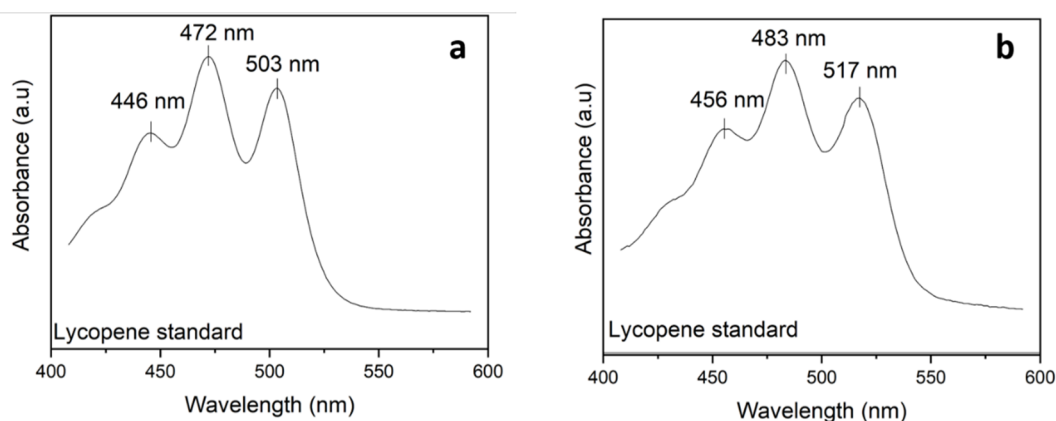 472 nm
a
503 nm
446 nm
Absorbance (a.u)
Lycopene standard
400 450 500 550 600
Wavelength (nm)
483 nm
b
517 nm
456 nm
Absorbance (a.u)
Lycopene standard
400 450 500 550 600
Wavelength (nm)